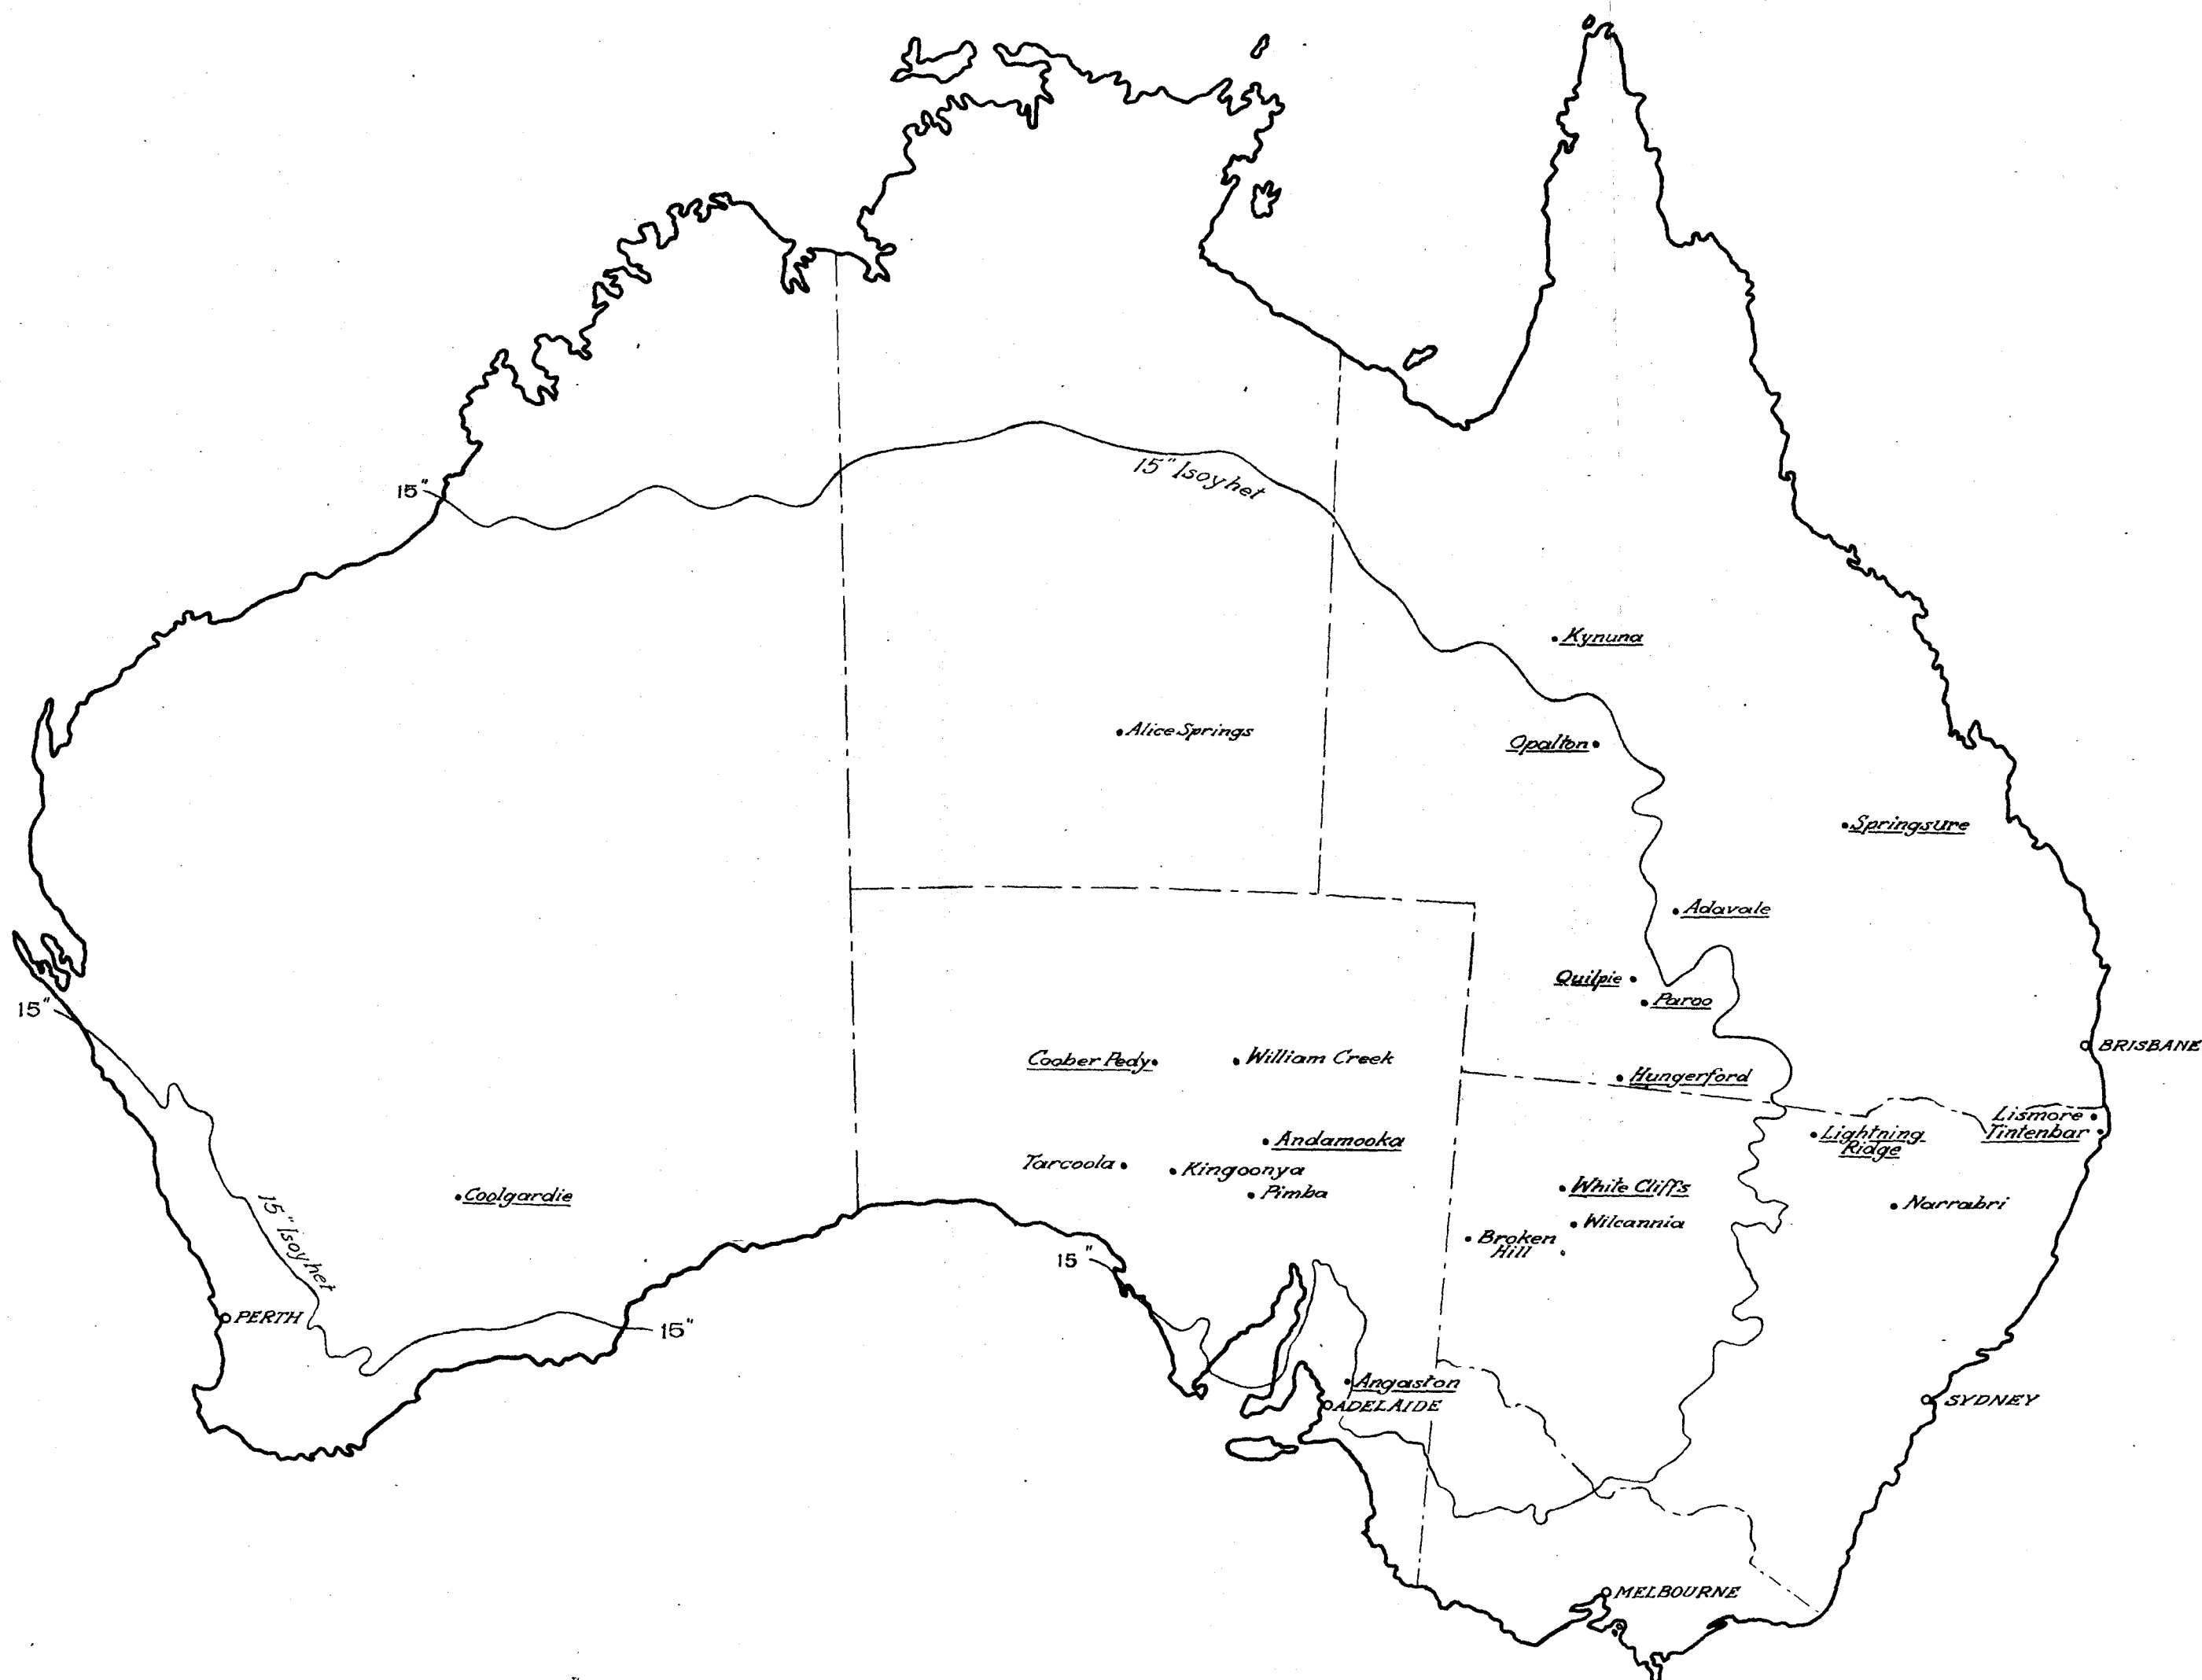 15" Isoyhet
15"
Kynuna
Alice Springs
Opalton
Springsure
Adavale
Quilpie
Paroo
15"
BRISBANE
Coober Pedy
William Creek
Hungerford
Lismore
Tintenbar
Lightning
Ridge
Andamooka
Tarcoola
Kingoonya
Pimba
White Cliffs
Wilcannia
Narrabri
Coolgardie
15" Isoyhet
Broken
Hill
15"
PERTH
15"
Angaston
ADELAIDE
SYDNEY
MELBOURNE